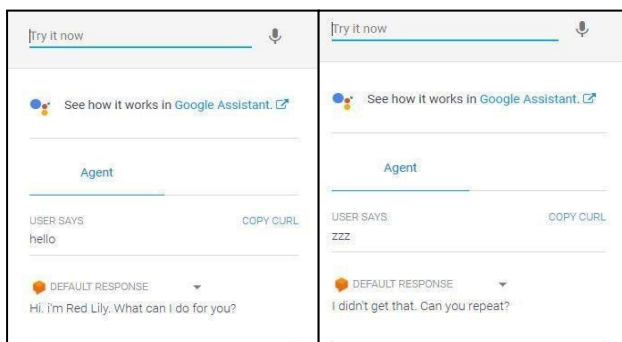 Try it now
See how it works in Google Assistant.
Agent
USER SAYS COPY CURL
hello
DEFAULT RESPONSE
Hi. i'm Red Lily. What can I do for you?
Try it now
See how it works in Google Assistant.
Agent
USER SAYS COPY CURL
zzz
DEFAULT RESPONSE
I didn't get that. Can you repeat?